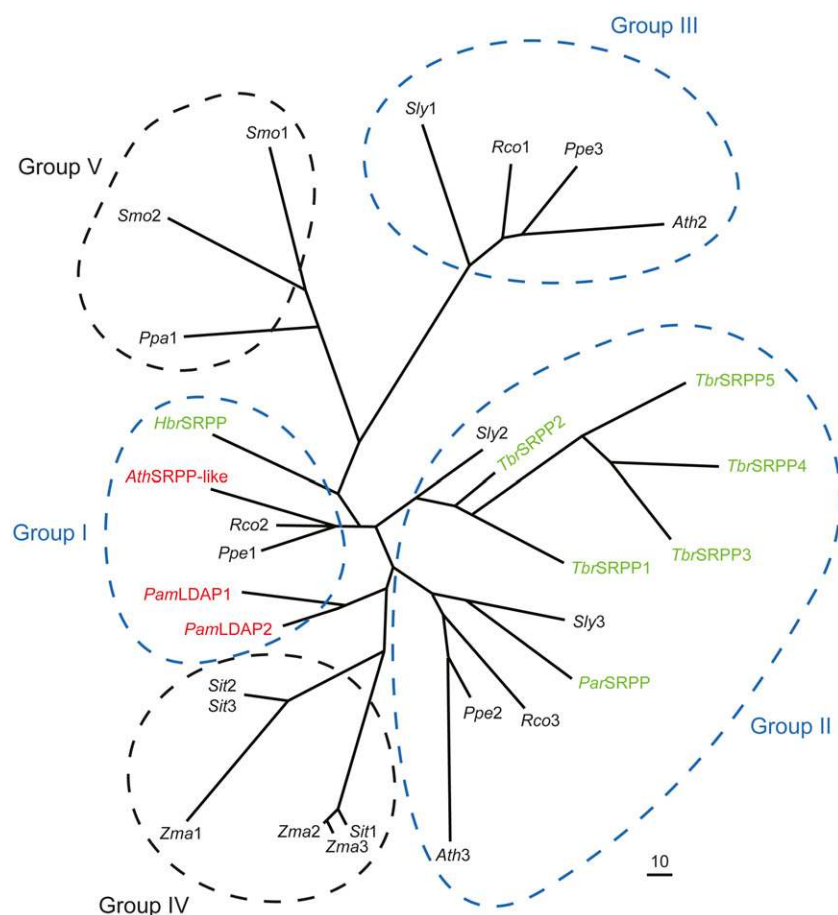 Group III
Sly1
Smo1
Rco1
Ppe3
Group V
Smo2
Ath2
Ppa1
TbrSRPP5
HbrSRPP
Sly2
TbrSRPP2
AthSRPP-like
TbrSRPP4
Rco2
Group I
Ppe1
TbrSRPP3
TbrSRPP1
PamLDAP1
Sly3
PamLDAP2
Sit2
ParSRPP
Sit3
Ppe2
Rco3
Group II
Zma1
Zma2
Sit1
Zma3
Ath3
10
Group IV